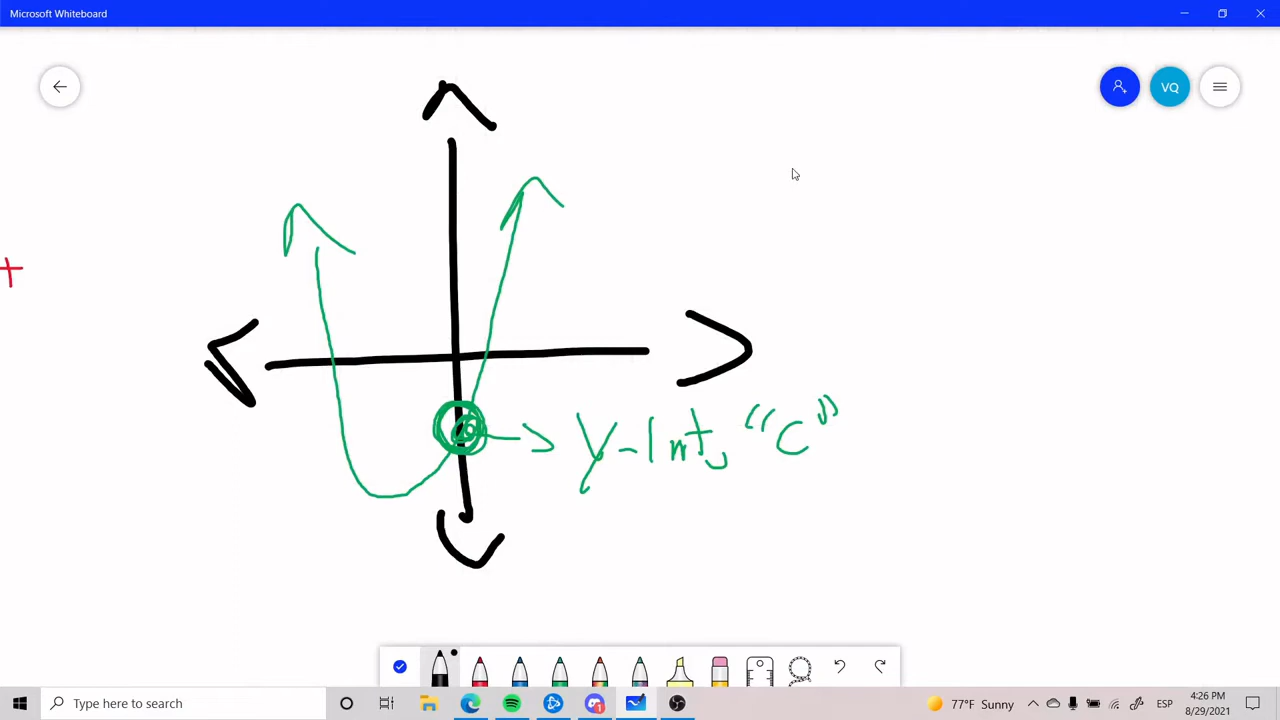 Microsoft Whiteboard
VQ
+
y-int, "C"
Type here to search
77°F Sunny
ESP
4:26 PM
8/29/2021